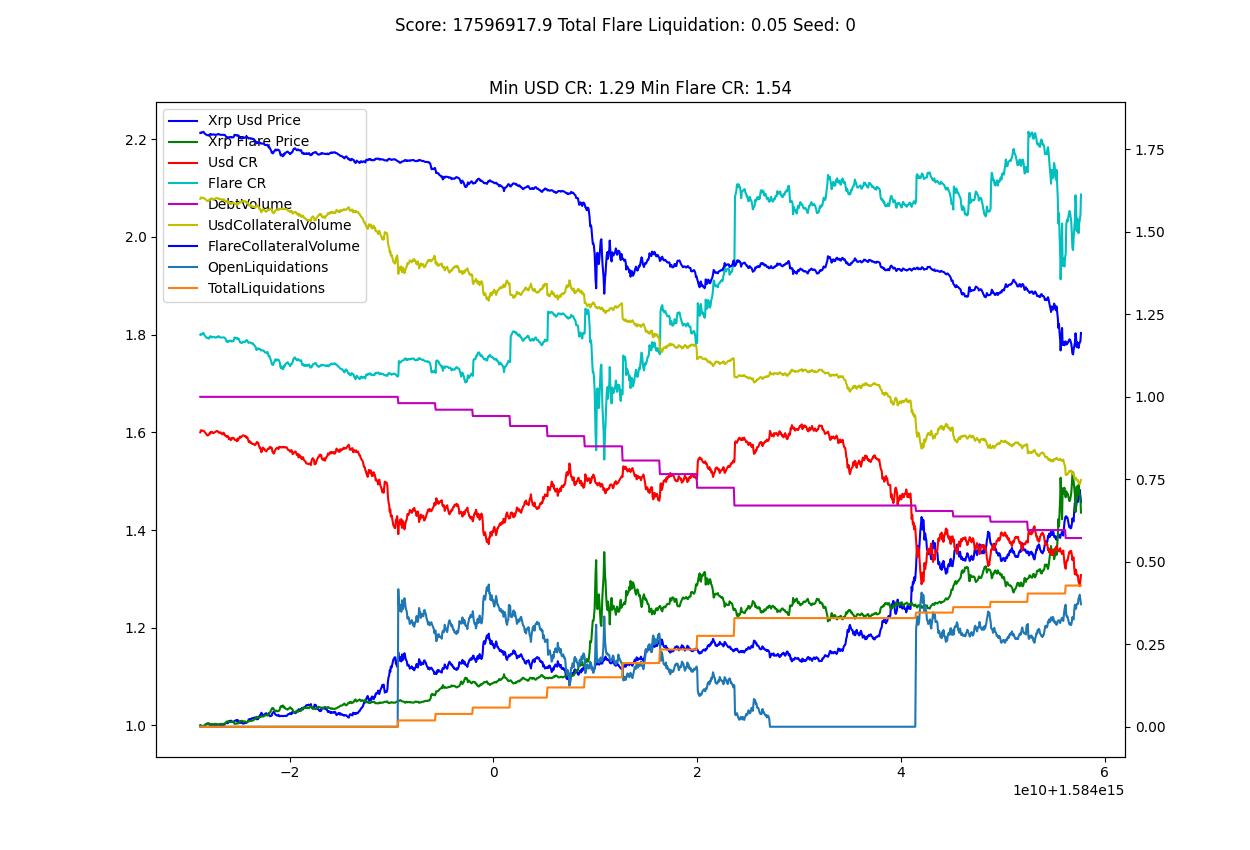 Score: 17596917.9 Total Flare Liquidation: 0.05 Seed: 0
Min USD CR: 1.29 Min Flare CR: 1.54
Xrp Usd Price
Xrp Flare Price
Usd CR
Flare CR
DebtVolume
UsdCollateralVolume
FlareCollateralVolume
OpenLiquidations
TotalLiquidations
2.2
2.0
1.8
1.6
1.4
1.2
1.0
1.75
1.50
1.25
1.00
0.75
0.50
0.25
0.00
−2
0
2
4
6
1e10+1.584e15